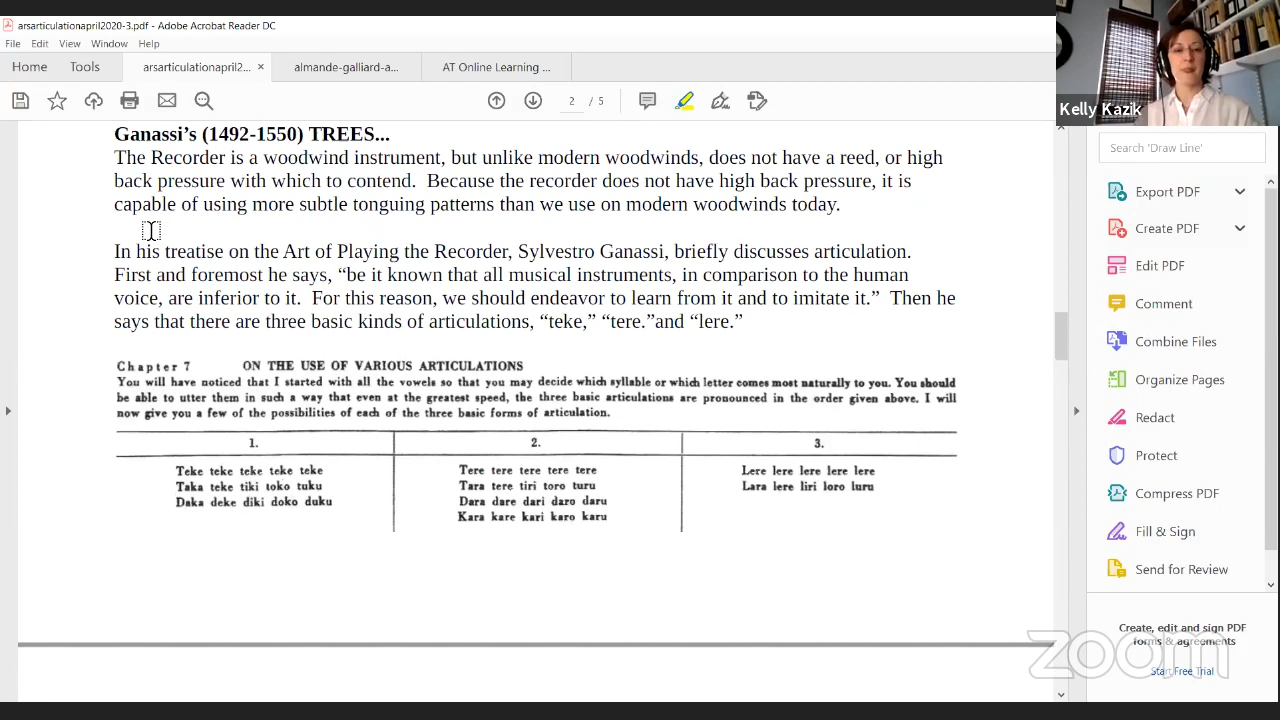 arsarticulationapril2020-3.pdf - Adobe Acrobat Reader DC
File Edit View Window Help
Home Tools arsarticulationapril2... × almande-galliard-a... AT Online Learning ...
2 / 5
Kelly Kazik
Search 'Draw Line'
Ganassi's (1492-1550) TREES...
The Recorder is a woodwind instrument, but unlike modern woodwinds, does not have a reed, or high
back pressure with which to contend. Because the recorder does not have high back pressure, it is
capable of using more subtle tonguing patterns than we use on modern woodwinds today.
In his treatise on the Art of Playing the Recorder, Sylvestro Ganassi, briefly discusses articulation.
First and foremost he says, “be it known that all musical instruments, in comparison to the human
voice, are inferior to it. For this reason, we should endeavor to learn from it and to imitate it.” Then he
says that there are three basic kinds of articulations, “teke,” “tere.”and “lere.”
Chapter 7 ON THE USE OF VARIOUS ARTICULATIONS
You will have noticed that I started with all the vowels so that you may decide which syllable or which letter comes most naturally to you. You should
be able to utter them in such a way that even at the greatest speed, the three basic articulations are pronounced in the order given above. I will
now give you a few of the possibilities of each of the three basic forms of articulation.
1. 2. 3.
Teke teke teke teke teke Tere tere tere tere tere Lere lere lere lere lere
Taka teke tiki toko tuku Tara tere tiri toro turu Lara lere liri loro luru
Daka deke diki doko duku Dara dare dari daro daru
Kara kare kari karo karu
Export PDF
Create PDF
Edit PDF
Comment
Combine Files
Organize Pages
Redact
Protect
Compress PDF
Fill & Sign
Send for Review
Create, edit and sign PDF
forms & agreements
Start Free Trial
zoom